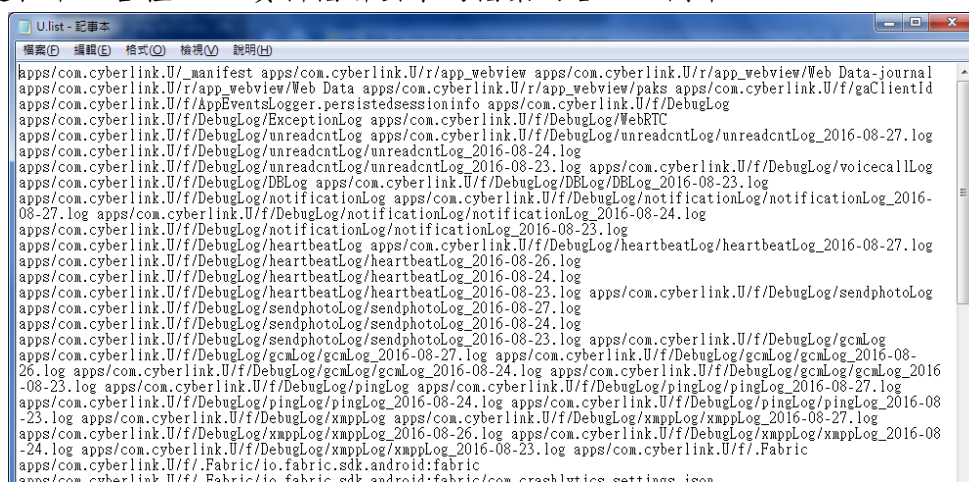 U.list - 記事本
檔案(F) 編輯(E) 格式(O) 檢視(V) 說明(H)
apps/com.cyberlink.U/_manifest apps/com.cyberlink.U/r/app_webview apps/com.cyberlink.U/r/app_webview/Web Data-journal
apps/com.cyberlink.U/r/app_webview/Web Data apps/com.cyberlink.U/r/app_webview/paks apps/com.cyberlink.U/f/gaClientId
apps/com.cyberlink.U/f/AppEventsLogger.persistedsessioninfo apps/com.cyberlink.U/f/DebugLog
apps/com.cyberlink.U/f/DebugLog/ExceptionLog apps/com.cyberlink.U/f/DebugLog/WebRTC
apps/com.cyberlink.U/f/DebugLog/unreadcntLog apps/com.cyberlink.U/f/DebugLog/unreadcntLog/unreadcntLog_2016-08-27.log
apps/com.cyberlink.U/f/DebugLog/unreadcntLog/unreadcntLog_2016-08-24.log
apps/com.cyberlink.U/f/DebugLog/unreadcntLog/unreadcntLog_2016-08-23.log apps/com.cyberlink.U/f/DebugLog/voicecallLog
apps/com.cyberlink.U/f/DebugLog/DBLog apps/com.cyberlink.U/f/DebugLog/DBLog/DBLog_2016-08-23.log
apps/com.cyberlink.U/f/DebugLog/notificationLog apps/com.cyberlink.U/f/DebugLog/notificationLog/notificationLog_2016-
08-27.log apps/com.cyberlink.U/f/DebugLog/notificationLog/notificationLog_2016-08-24.log
apps/com.cyberlink.U/f/DebugLog/notificationLog/notificationLog_2016-08-23.log
apps/com.cyberlink.U/f/DebugLog/heartbeatLog apps/com.cyberlink.U/f/DebugLog/heartbeatLog/heartbeatLog_2016-08-27.log
apps/com.cyberlink.U/f/DebugLog/heartbeatLog/heartbeatLog_2016-08-26.log
apps/com.cyberlink.U/f/DebugLog/heartbeatLog/heartbeatLog_2016-08-24.log
apps/com.cyberlink.U/f/DebugLog/heartbeatLog/heartbeatLog_2016-08-23.log apps/com.cyberlink.U/f/DebugLog/sendphotoLog
apps/com.cyberlink.U/f/DebugLog/sendphotoLog/sendphotoLog_2016-08-27.log
apps/com.cyberlink.U/f/DebugLog/sendphotoLog/sendphotoLog_2016-08-24.log
apps/com.cyberlink.U/f/DebugLog/sendphotoLog/sendphotoLog_2016-08-23.log apps/com.cyberlink.U/f/DebugLog/gcmLog
apps/com.cyberlink.U/f/DebugLog/gcmLog/gcmLog_2016-08-27.log apps/com.cyberlink.U/f/DebugLog/gcmLog/gcmLog_2016-08-
26.log apps/com.cyberlink.U/f/DebugLog/gcmLog/gcmLog_2016-08-24.log apps/com.cyberlink.U/f/DebugLog/gcmLog/gcmLog_2016
-08-23.log apps/com.cyberlink.U/f/DebugLog/pingLog apps/com.cyberlink.U/f/DebugLog/pingLog/pingLog_2016-08-27.log
apps/com.cyberlink.U/f/DebugLog/pingLog/pingLog_2016-08-24.log apps/com.cyberlink.U/f/DebugLog/pingLog/pingLog_2016-08
-23.log apps/com.cyberlink.U/f/DebugLog/xmppLog apps/com.cyberlink.U/f/DebugLog/xmppLog/xmppLog_2016-08-27.log
apps/com.cyberlink.U/f/DebugLog/xmppLog/xmppLog_2016-08-26.log apps/com.cyberlink.U/f/DebugLog/xmppLog/xmppLog_2016-08
-24.log apps/com.cyberlink.U/f/DebugLog/xmppLog/xmppLog_2016-08-23.log apps/com.cyberlink.U/f/.Fabric
apps/com.cyberlink.U/f/.Fabric/io.fabric.sdk.android:fabric
apps/com.cyberlink.U/f/.Fabric/io.fabric.sdk.android:fabric/com.crashlytics.settings.json